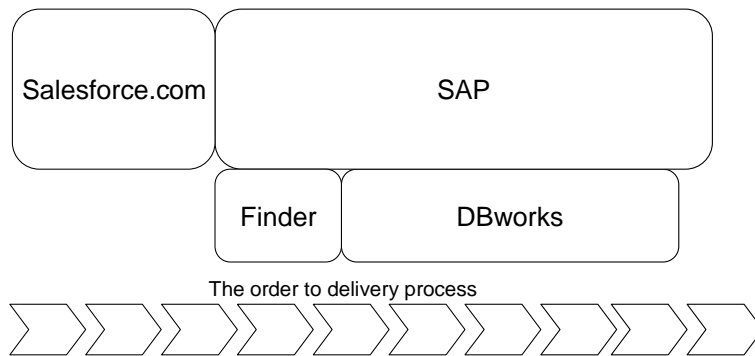 Salesforce.com
SAP
Finder
DBworks
The order to delivery process